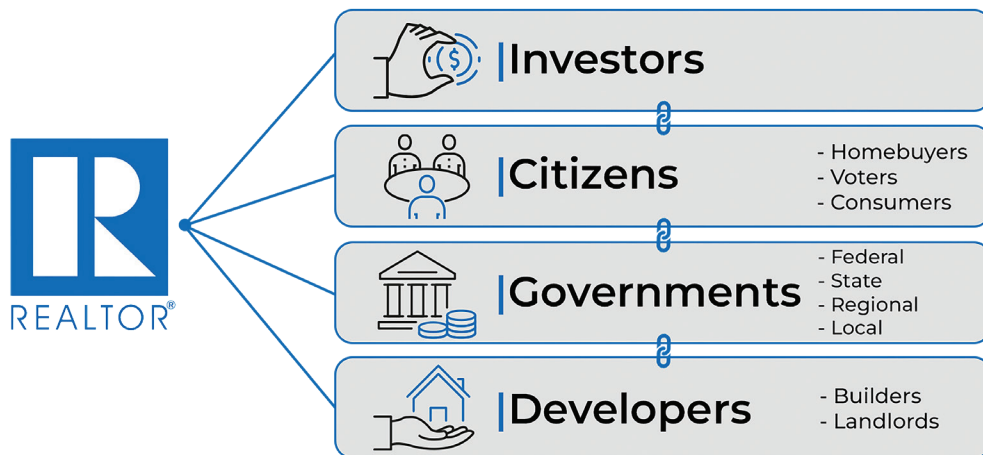 R
REALTOR®
$
Investors
Citizens
- Homebuyers
- Voters
- Consumers
Governments
- Federal
- State
- Regional
- Local
Developers
- Builders
- Landlords